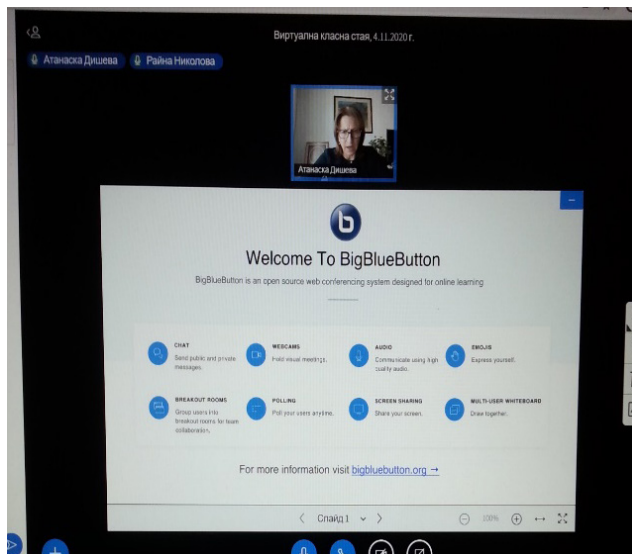 Виртуална класна стая, 4.11.2020 г.
Атанаска Дишева
Райна Николова
Атанаска Дишева
b
Welcome To BigBlueButton
BigBlueButton is an open source web conferencing system designed for online learning
CHAT
Send public and private
messages.
WEBCAMS
Hold visual meetings.
AUDIO
Communicate using high
quality audio.
EMOJIS
Express yourself.
BREAKOUT ROOMS
Group users into
breakout rooms for team
collaboration.
POLLING
Poll your users anytime.
SCREEN SHARING
Share your screen.
MULTI-USER WHITEBOARD
Draw together.
For more information visit bigbluebutton.org →
Слайд 1
100%